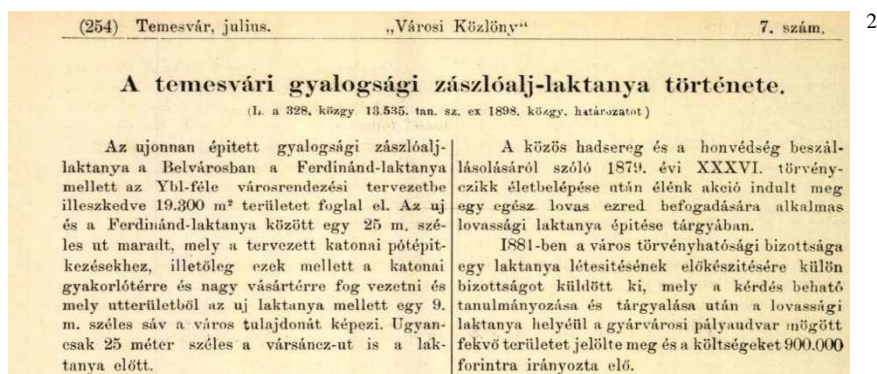 (254) Temesvár, julius. „Városi Közlöny“ 7. szám.
2
A temesvári gyalogsági zászlóalj-laktanya története.
(L. a 328. közgy 13.535. tan. sz. ex 1898. közgy. határozatot)
Az ujonnan épitett gyalogsági zászlóalj-
laktanya a Belvárosban a Ferdinánd-laktanya
mellett az Ybl-féle városrendezési tervezetbe
illeszkedve 19.300 m² területet foglal el. Az uj
és a Ferdinánd-laktanya között egy 25 m. szé-
les ut maradt, mely a tervezett katonai pótépit-
kezésekhez, illetőleg ezek mellett a katonai
gyakorlótérre és nagy vásártérre fog vezetni és
mely utterületből az uj laktanya mellett egy 9.
m. széles sáv a város tulajdonát képezi. Ugyan-
csak 25 méter széles a vársáncz-ut is a lak-
tanya előtt.
A közös hadsereg és a honvédség beszál-
lásolásáról szóló 1879. évi XXXVI. törvény-
czikk életbelépése után élénk akció indult meg
egy egész lovas ezred befogadására alkalmas
lovassági laktanya épitése tárgyában.
1881-ben a város törvényhatósági bizottsága
egy laktanya létesitésének előkészitésére külön
bizottságot küldött ki, mely a kérdés beható
tanulmányozása és tárgyalása után a lovassági
laktanya helyéül a gyárvárosi pályaudvar mögött
fekvő területet jelölte meg és a költségeket 900.000
forintra irányozta elő.